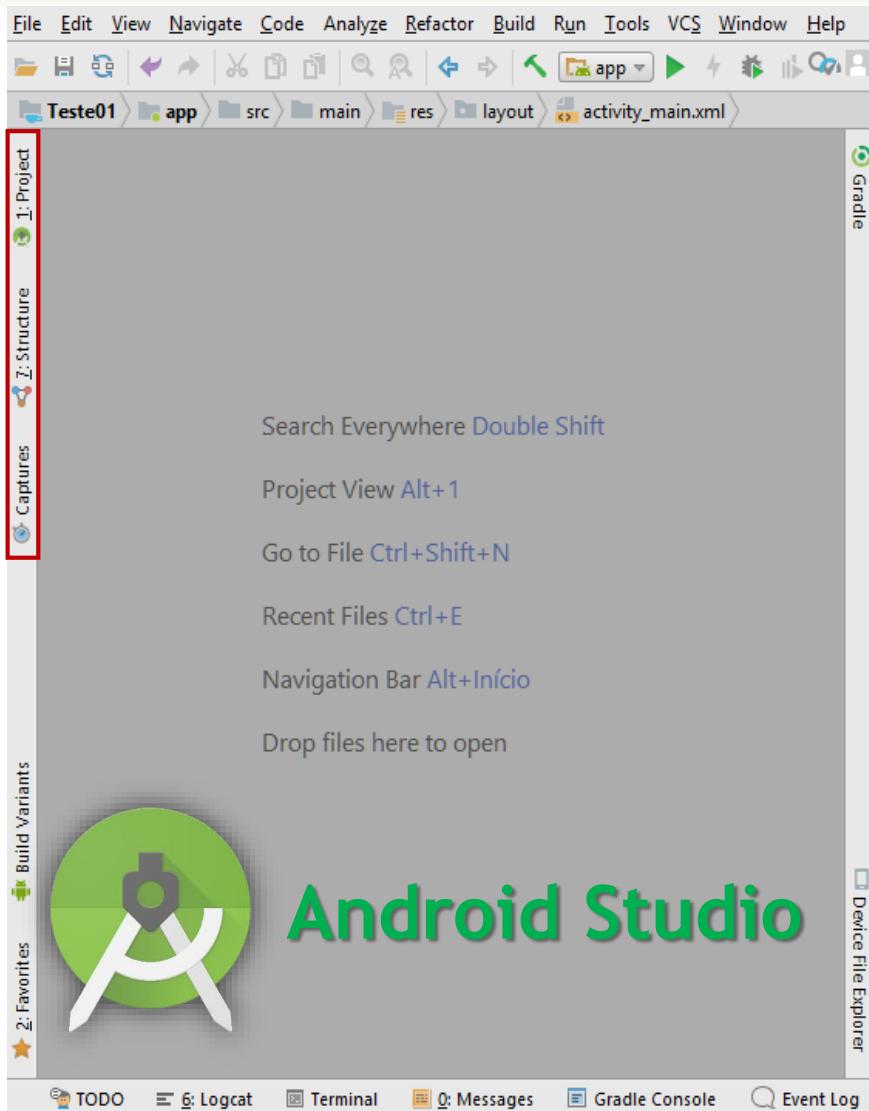 File Edit View Navigate Code Analyze Refactor Build Run Tools VCS Window Help
app
Teste01 app src main res layout activity_main.xml
1: Project
7: Structure
Captures
Build Variants
2: Favorites
Gradle
Device File Explorer
Search Everywhere Double Shift
Project View Alt+1
Go to File Ctrl+Shift+N
Recent Files Ctrl+E
Navigation Bar Alt+Início
Drop files here to open
Android Studio
TODO 6: Logcat Terminal 0: Messages Gradle Console Event Log